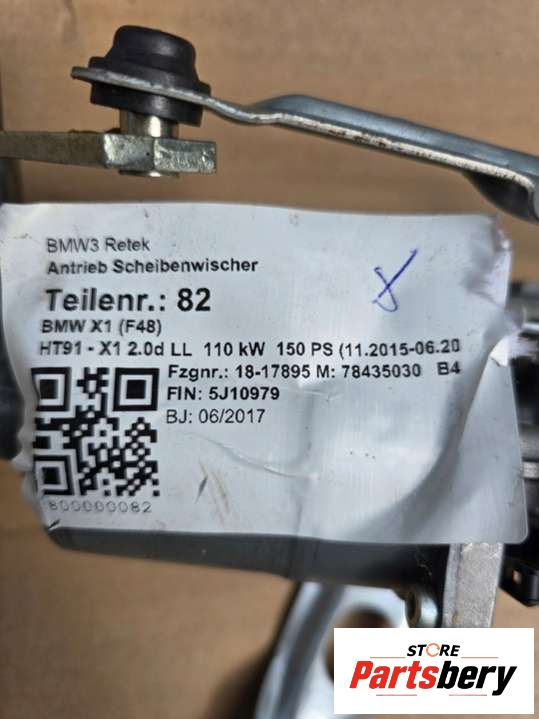 BMW3 Retek
Antrieb Scheibenwischer
Teilenr.: 82
BMW X1 (F48)
HT91 - X1 2.0d LL 110 kW 150 PS (11.2015-06.20
Fzgnr.: 18-17895 M: 78435030 B4
FIN: 5J10979
BJ: 06/2017
800000082
STORE
Partsbery